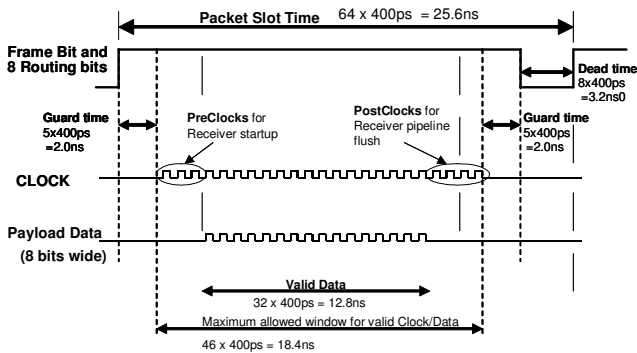 Packet Slot Time 64 x 400ps = 25.6ns
Frame Bit and
8 Routing bits
Dead time
8x400ps
=3.2ns0
Guard time
5x400ps
=2.0ns
PreClocks for
Receiver startup
PostClocks for
Receiver pipeline
flush
Guard time
5x400ps
=2.0ns
CLOCK
Payload Data
(8 bits wide)
Valid Data
32 x 400ps = 12.8ns
Maximum allowed window for valid Clock/Data
46 x 400ps = 18.4ns